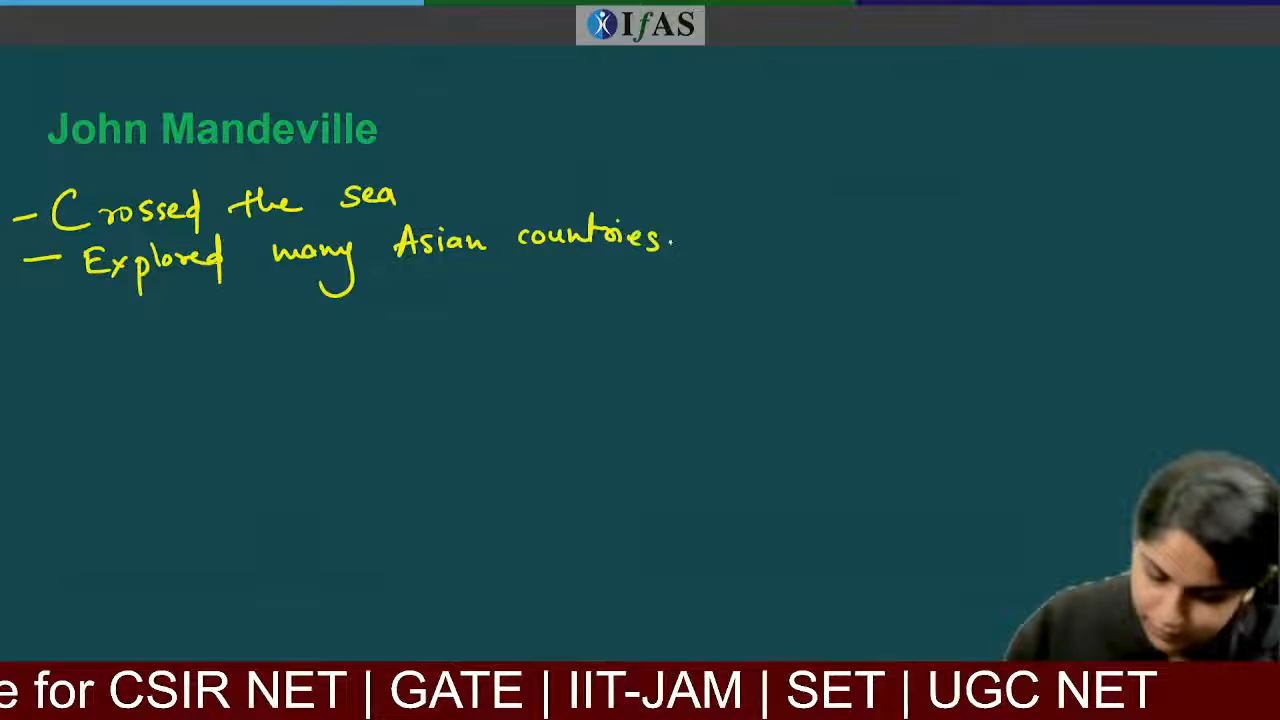 IfAS
John Mandeville
- Crossed the sea
- Explored many Asian countries.
e for CSIR NET | GATE | IIT-JAM | SET | UGC NET